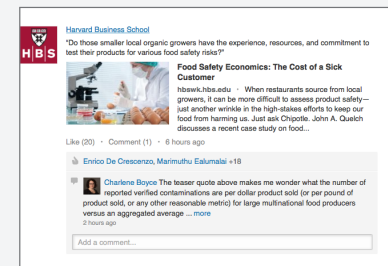 Harvard Business School
"Do those smaller local organic growers have the experience, resources, and commitment to
test their products for various food safety risks?"
HBS
Food Safety Economics: The Cost of a Sick
Customer
hbswk.hbs.edu · When restaurants source from local
growers, it can be more difficult to assess product safety—
just another wrinkle in the high-stakes efforts to keep our
food from harming us. Just ask Chipotle. John A. Quelch
discusses a recent case study on food...
Like (20) · Comment (1) · 6 hours ago
Enrico De Crescenzo, Marimuthu Ealumalai +18
Charlene Boyce The teaser quote above makes me wonder what the number of
reported verified contaminations are per dollar product sold (or per pound of
product sold, or any other reasonable metric) for large multinational food producers
versus an aggregated average ... more
2 hours ago
Add a comment...